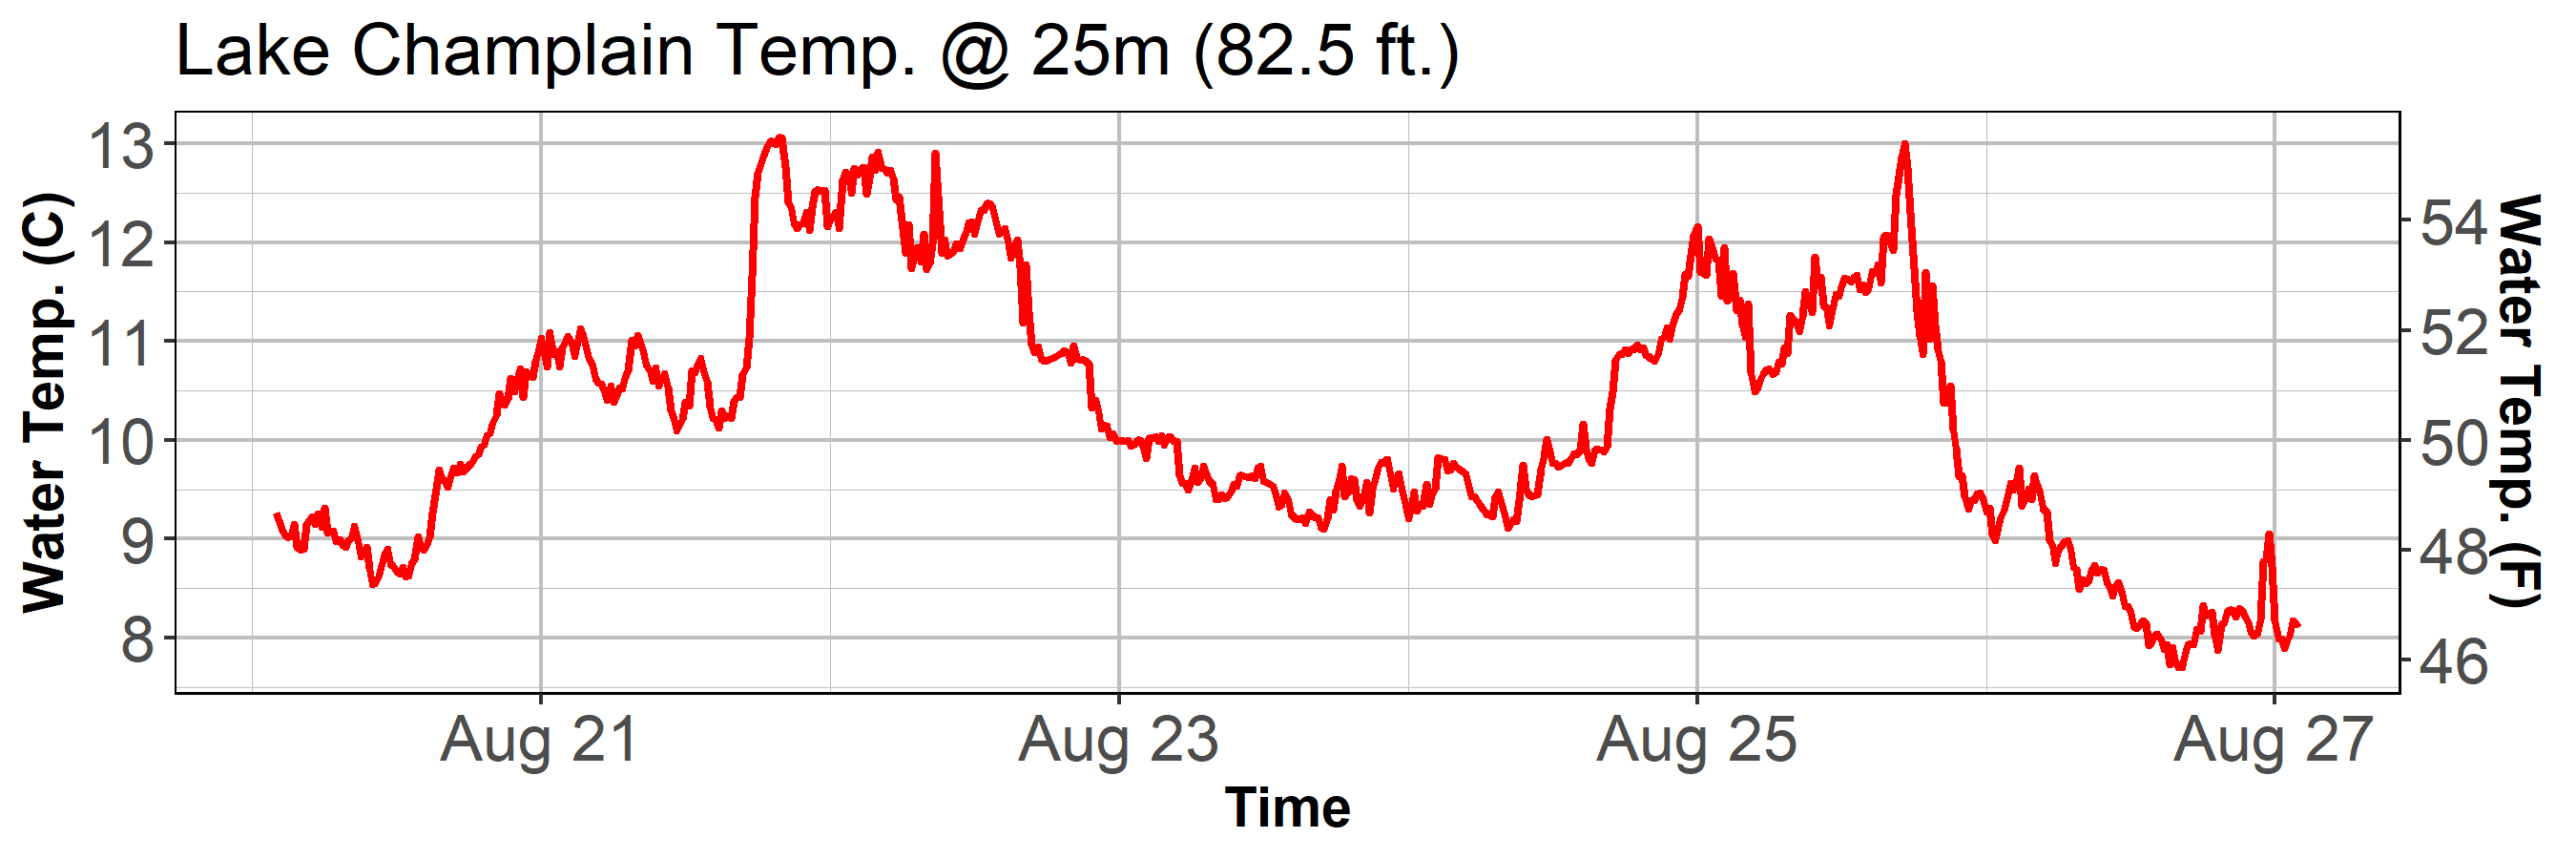 Lake Champlain Temp. @ 25m (82.5 ft.)
Water Temp. (C)
13
12
11
10
9
8
54
52
50
48
46
Water Temp. (F)
Aug 21
Aug 23
Aug 25
Aug 27
Time